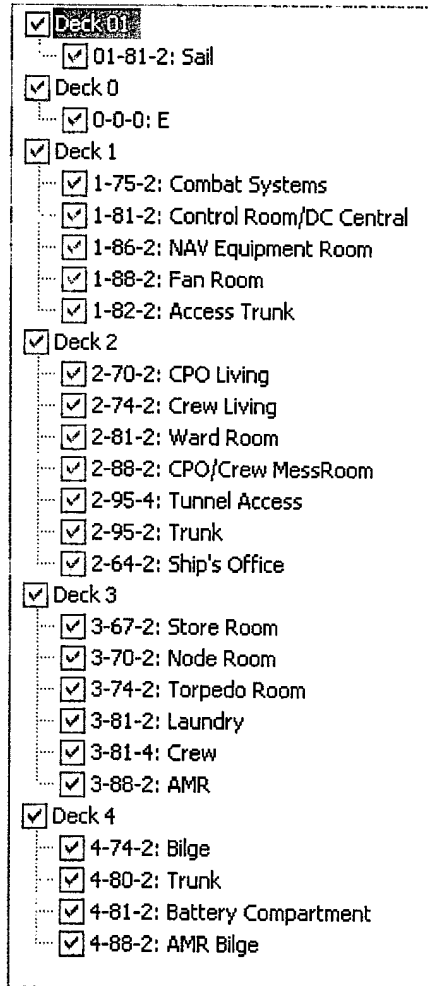 Deck 01
01-81-2: Sail
Deck 0
0-0-0: E
Deck 1
1-75-2: Combat Systems
1-81-2: Control Room/DC Central
1-86-2: NAV Equipment Room
1-88-2: Fan Room
1-82-2: Access Trunk
Deck 2
2-70-2: CPO Living
2-74-2: Crew Living
2-81-2: Ward Room
2-88-2: CPO/Crew MessRoom
2-95-4: Tunnel Access
2-95-2: Trunk
2-64-2: Ship's Office
Deck 3
3-67-2: Store Room
3-70-2: Node Room
3-74-2: Torpedo Room
3-81-2: Laundry
3-81-4: Crew
3-88-2: AMR
Deck 4
4-74-2: Bilge
4-80-2: Trunk
4-81-2: Battery Compartment
4-88-2: AMR Bilge